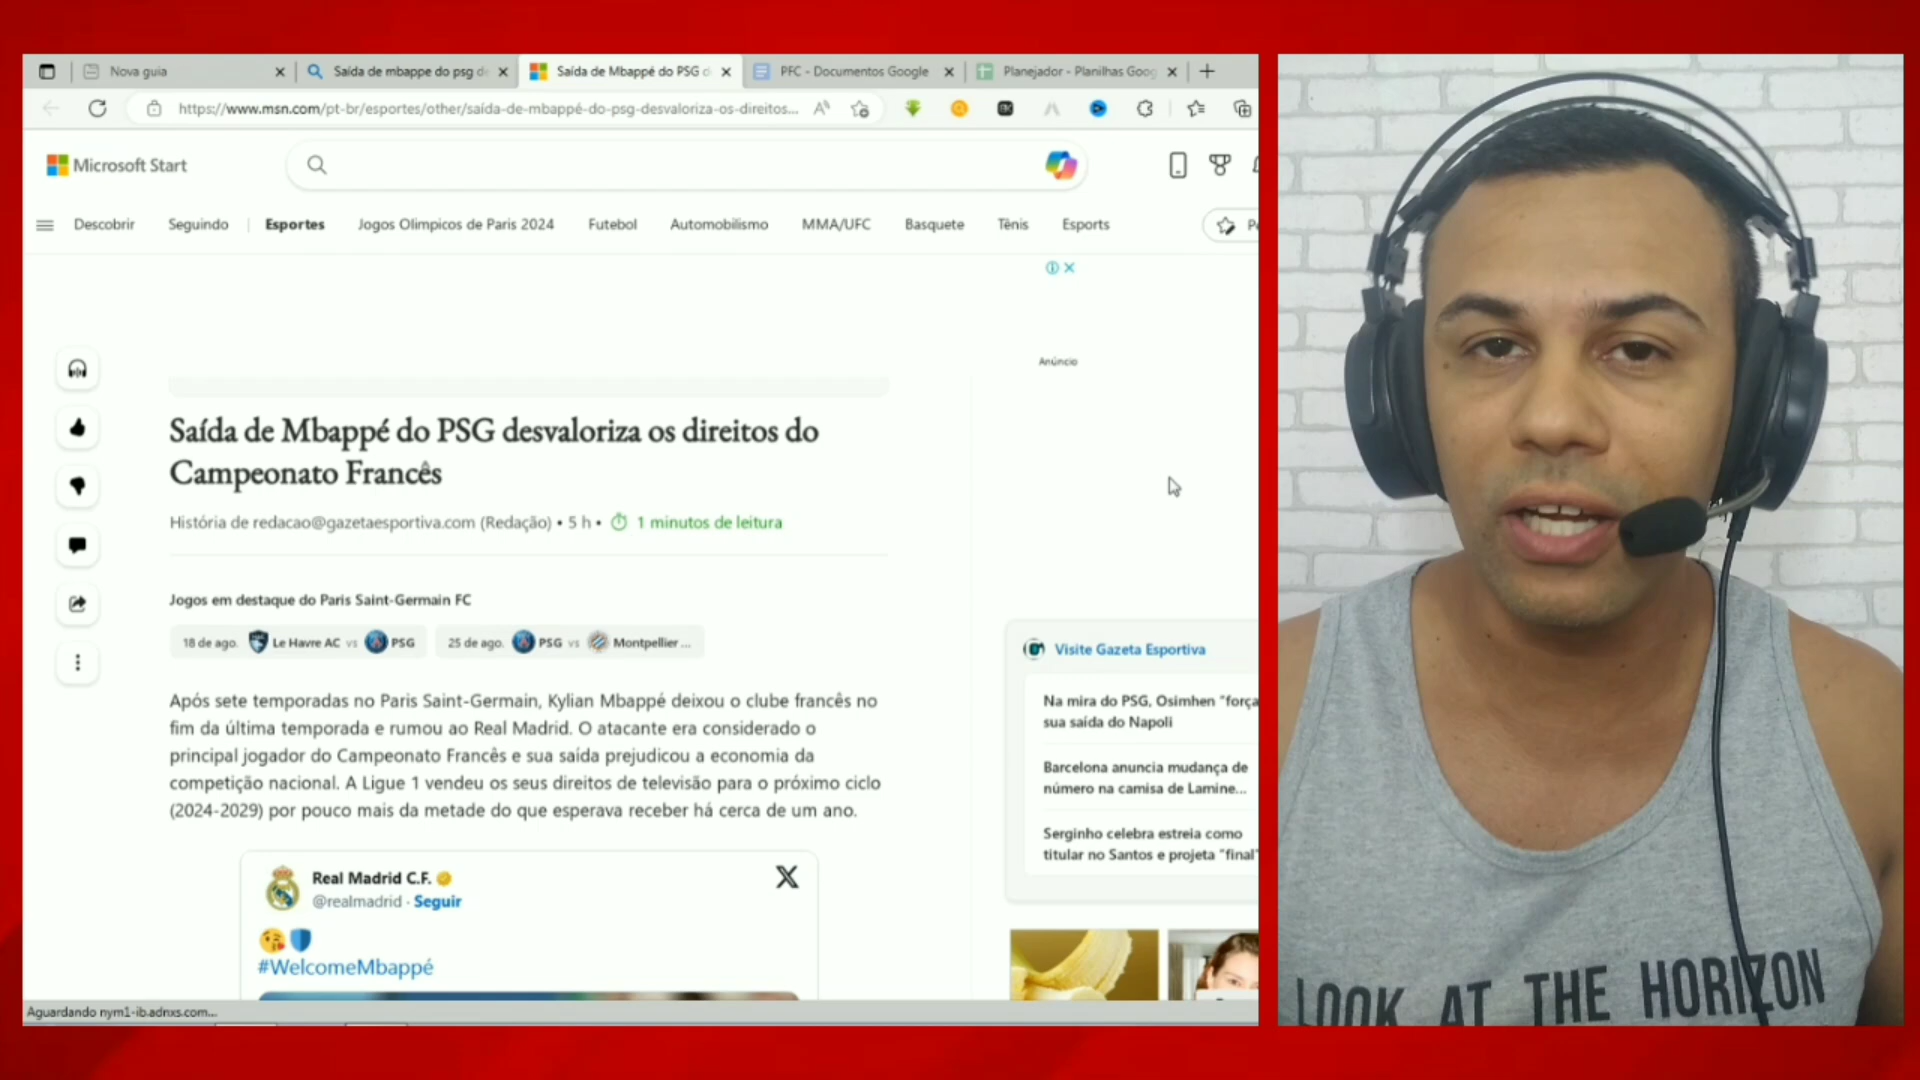 Nova guia
Saída de mbappe do psg d
Saída de Mbappé do PSG d
PFC - Documentos Google
Planejador - Planilhas Goog
https://www.msn.com/pt-br/esportes/other/saída-de-mbappé-do-psg-desvaloriza-os-direitos...
Microsoft Start
Descobrir
Seguindo
Esportes
Jogos Olímpicos de Paris 2024
Futebol
Automobilismo
MMA/UFC
Basquete
Tênis
Esports
Anúncio
Saída de Mbappé do PSG desvaloriza os direitos do
Campeonato Francês
História de redacao@gazetaesportiva.com (Redação) • 5 h • 1 minutos de leitura
Jogos em destaque do Paris Saint-Germain FC
18 de ago. Le Havre AC vs PSG
25 de ago. PSG vs Montpellier ...
Após sete temporadas no Paris Saint-Germain, Kylian Mbappé deixou o clube francês no
fim da última temporada e rumou ao Real Madrid. O atacante era considerado o
principal jogador do Campeonato Francês e sua saída prejudicou a economia da
competição nacional. A Ligue 1 vendeu os seus direitos de televisão para o próximo ciclo
(2024-2029) por pouco mais da metade do que esperava receber há cerca de um ano.
Real Madrid C.F.
@realmadrid · Seguir
#WelcomeMbappé
Visite Gazeta Esportiva
Na mira do PSG, Osimhen "força
sua saída do Napoli
Barcelona anuncia mudança de
número na camisa de Lamine...
Serginho celebra estreia como
titular no Santos e projeta "final"
Aguardando nym1-ib.adnxs.com...
LOOK AT THE HORIZON